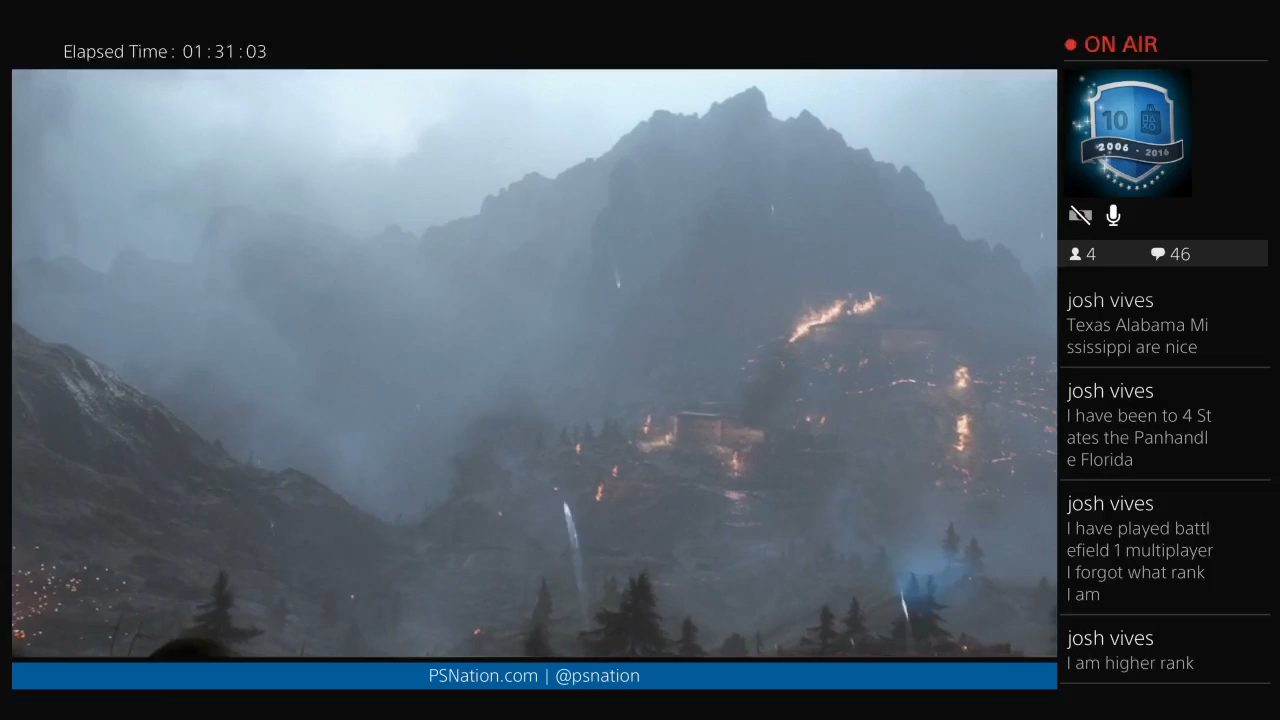 Elapsed Time: 01:31:03
ON AIR
10
2006 - 2016
4
46
josh vives
Texas Alabama Mi
ssissippi are nice
josh vives
I have been to 4 St
ates the Panhandl
e Florida
josh vives
I have played battl
efield 1 multiplayer
I forgot what rank
I am
josh vives
I am higher rank
PSNation.com | @psnation